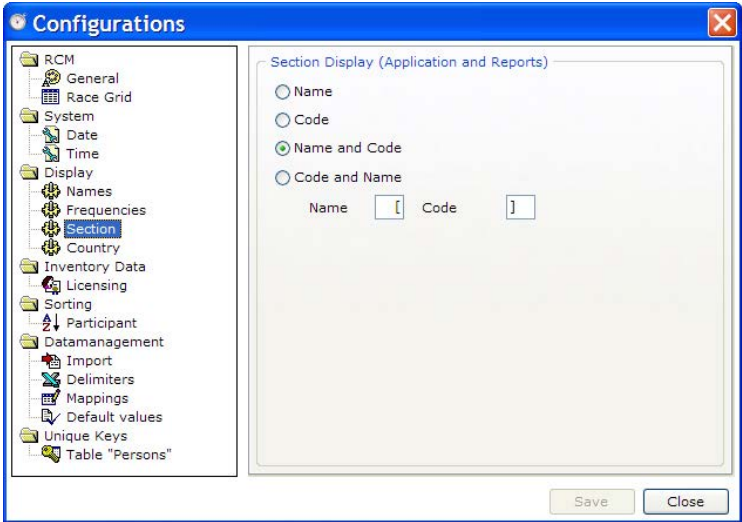 Configurations
RCM
General
Race Grid
System
Date
Time
Display
Names
Frequencies
Section
Country
Inventory Data
Licensing
Sorting
Participant
Datamanagement
Import
Delimiters
Mappings
Default values
Unique Keys
Table "Persons"
Section Display (Application and Reports)
Name
Code
Name and Code
Code and Name
Name [ Code ]
Save Close